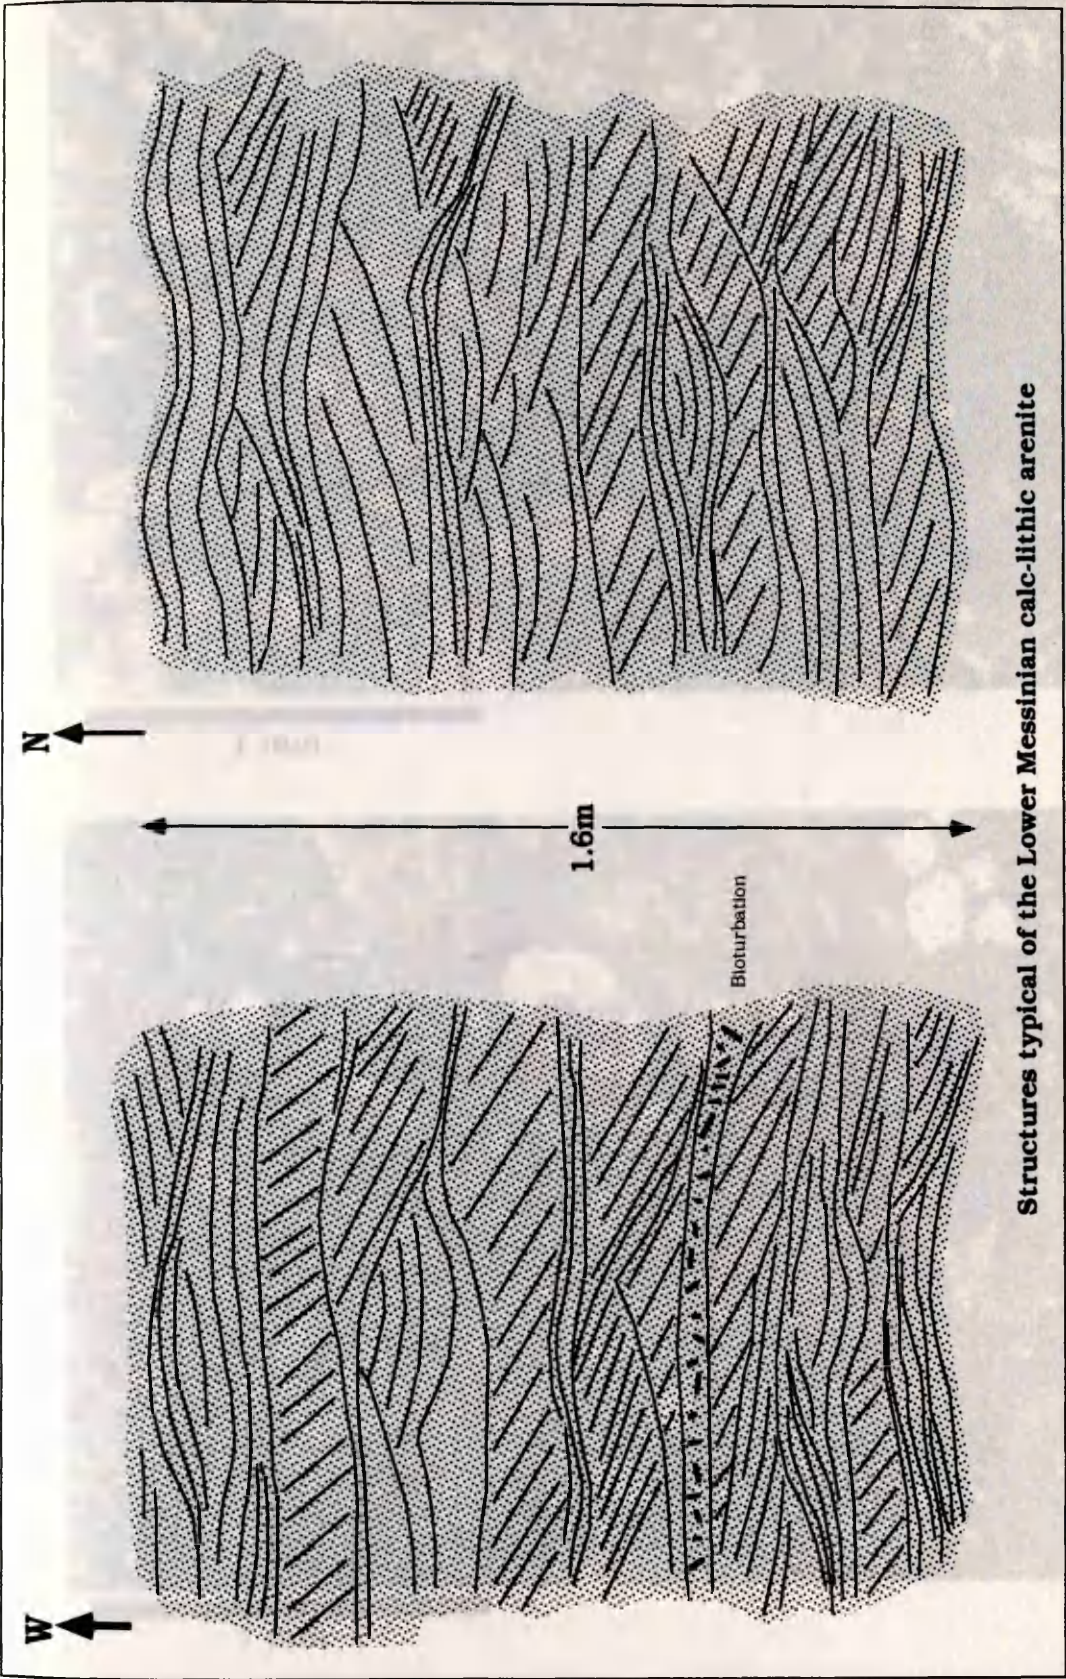 W
N
1.6m
Bioturbation
Structures typical of the Lower Messinian calc-lithic arenite